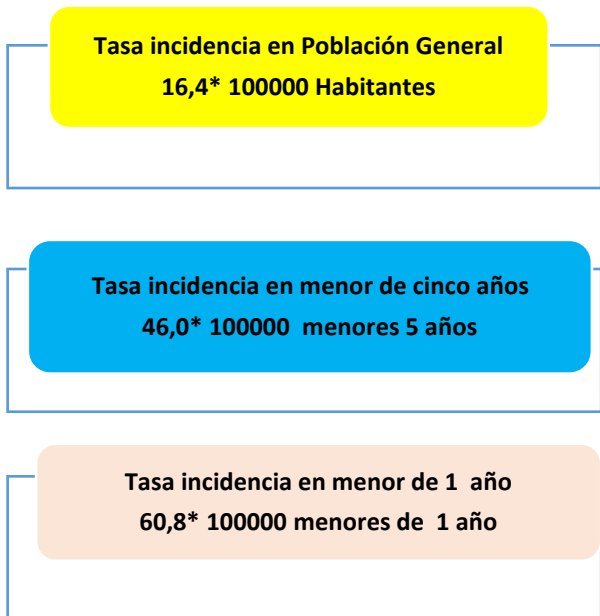 Tasa incidencia en Población General
16,4* 100000 Habitantes
Tasa incidencia en menor de cinco años
46,0* 100000 menores 5 años
Tasa incidencia en menor de 1 año
60,8* 100000 menores de 1 año